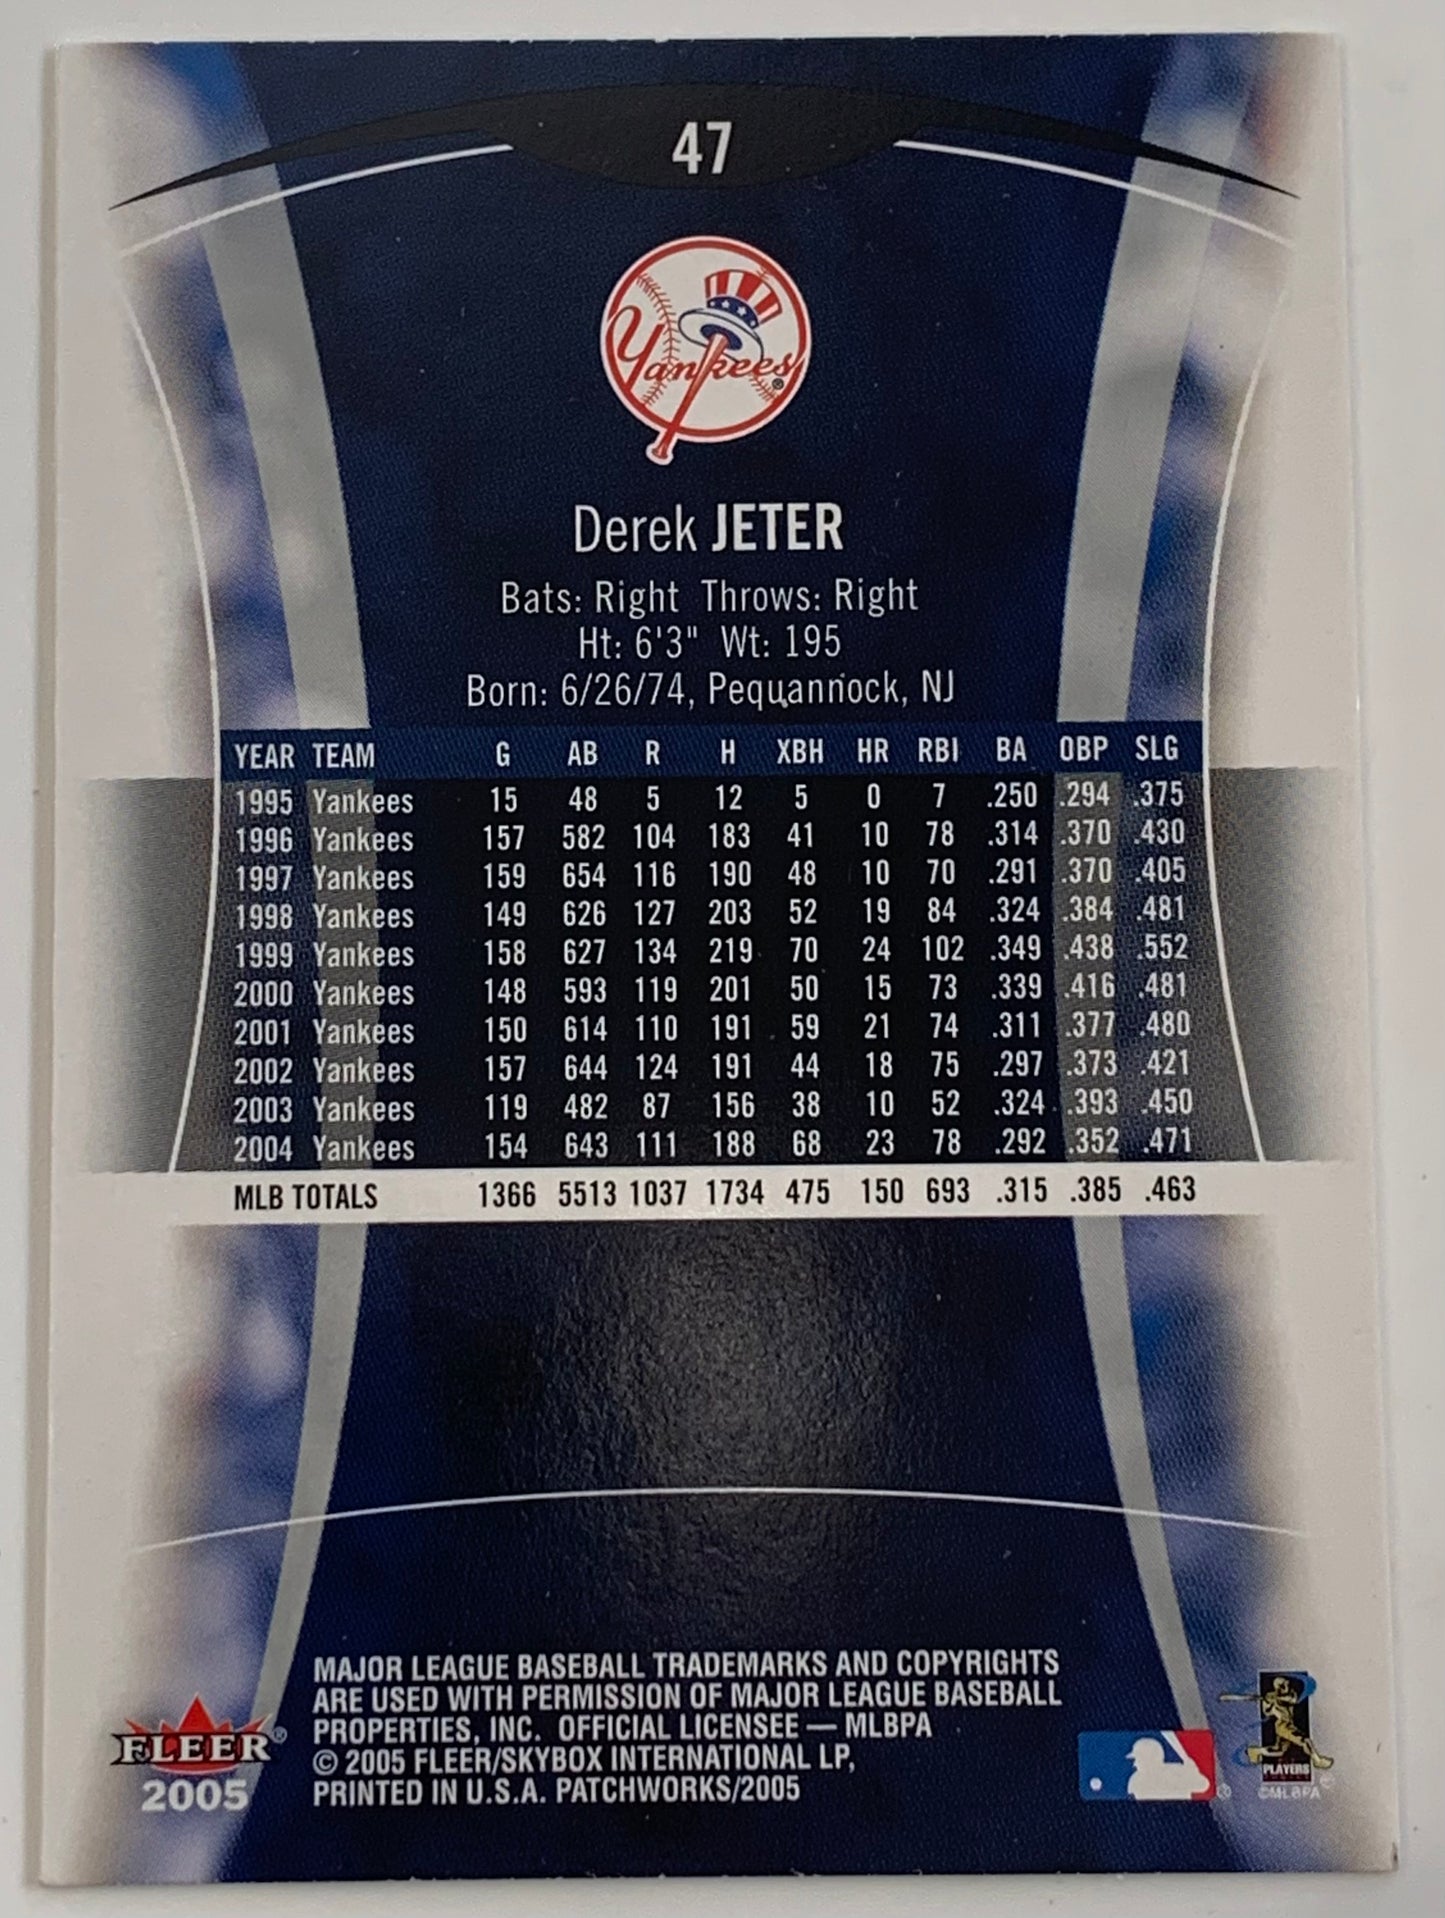 47
Yankees®
Derek JETER
Bats: Right Throws: Right
Ht: 6'3" Wt: 195
Born: 6/26/74, Pequannock, NJ
YEAR TEAM G AB R H XBH HR RBI BA OBP SLG
1995 Yankees 15 48 5 12 5 0 7 .250 .294 .375
1996 Yankees 157 582 104 183 41 10 78 .314 .370 .430
1997 Yankees 159 654 116 190 48 10 70 .291 .370 .405
1998 Yankees 149 626 127 203 52 19 84 .324 .384 .481
1999 Yankees 158 627 134 219 70 24 102 .349 .438 .552
2000 Yankees 148 593 119 201 50 15 73 .339 .416 .481
2001 Yankees 150 614 110 191 59 21 74 .311 .377 .480
2002 Yankees 157 644 124 191 44 18 75 .297 .373 .421
2003 Yankees 119 482 87 156 38 10 52 .324 .393 .450
2004 Yankees 154 643 111 188 68 23 78 .292 .352 .471
MLB TOTALS 1366 5513 1037 1734 475 150 693 .315 .385 .463
MAJOR LEAGUE BASEBALL TRADEMARKS AND COPYRIGHTS
ARE USED WITH PERMISSION OF MAJOR LEAGUE BASEBALL
PROPERTIES, INC. OFFICIAL LICENSEE — MLBPA
© 2005 FLEER/SKYBOX INTERNATIONAL LP,
PRINTED IN U.S.A. PATCHWORKS/2005
FLEER®
2005
®
PLAYERS
©MLBPA